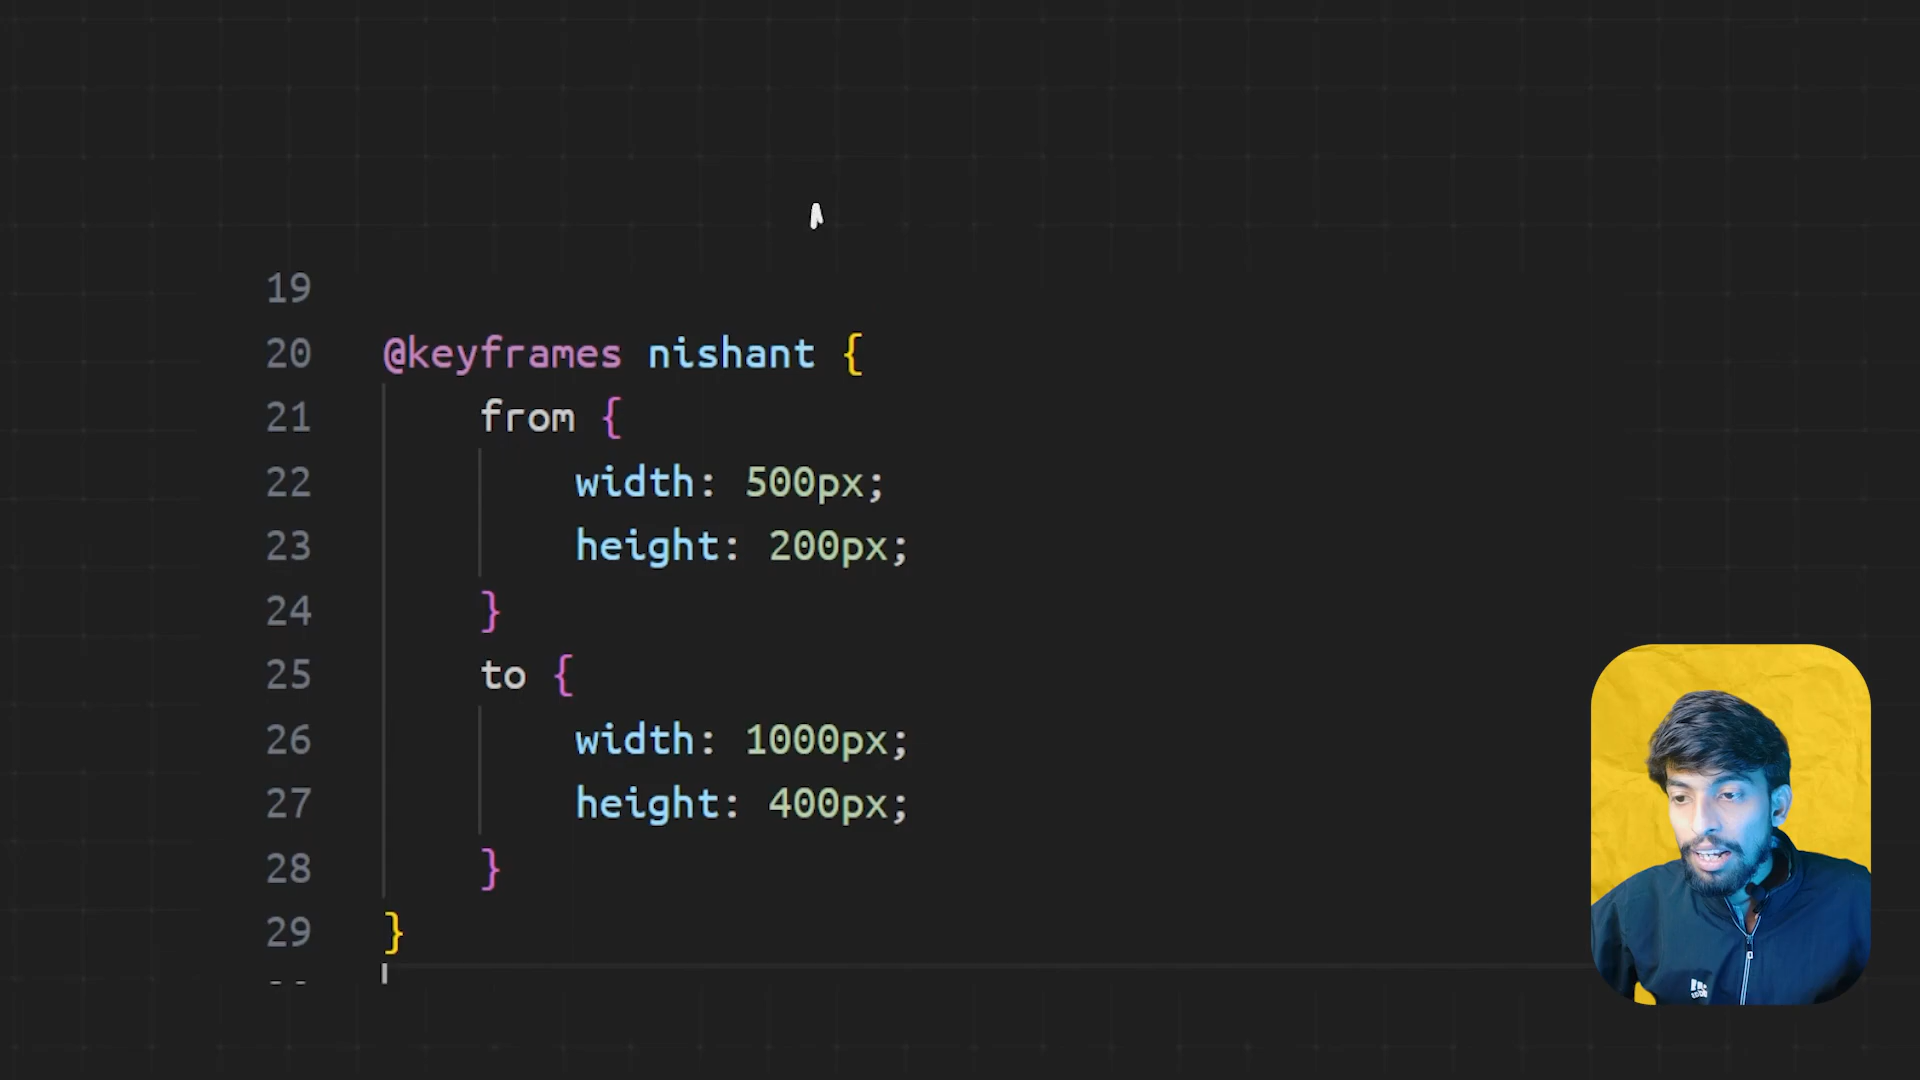 19
20 @keyframes nishant {
21 from {
22 width: 500px;
23 height: 200px;
24 }
25 to {
26 width: 1000px;
27 height: 400px;
28 }
29 }